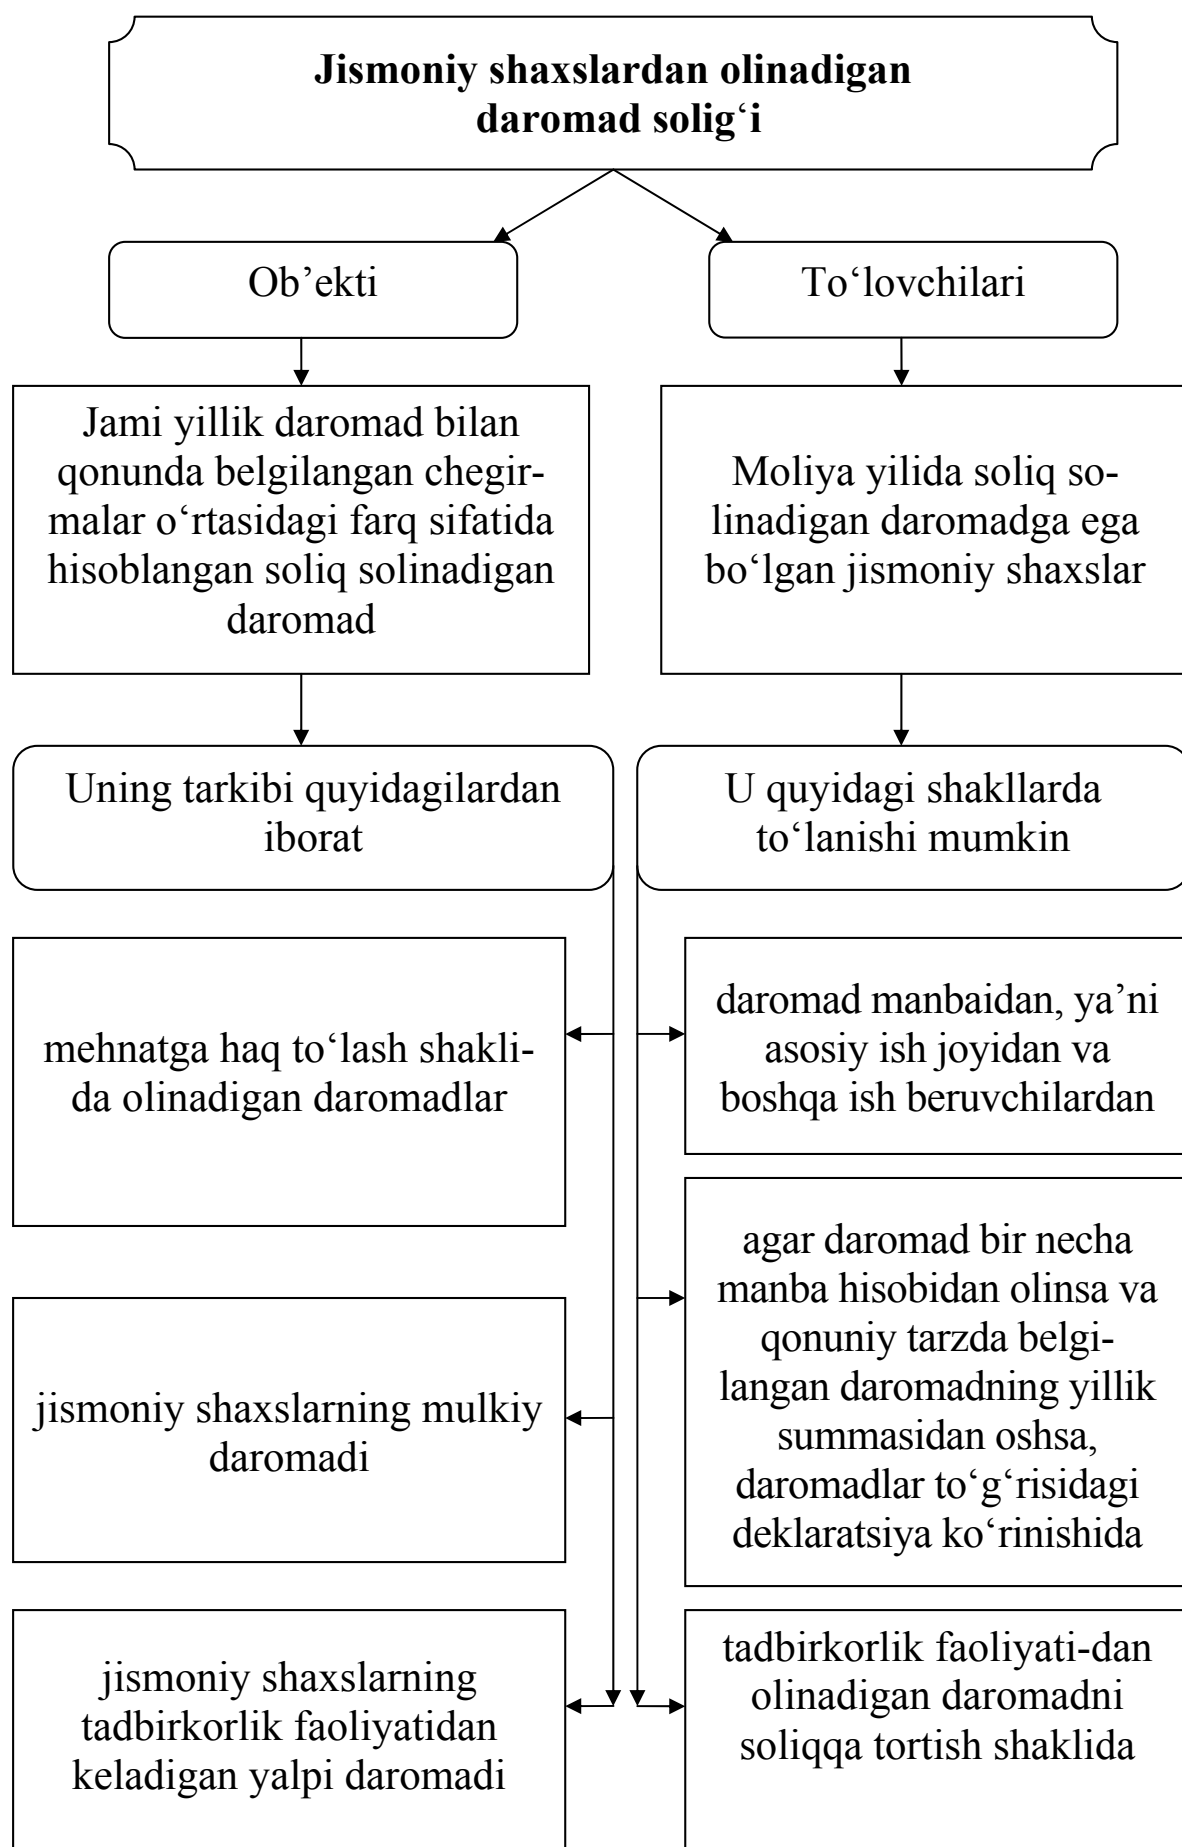 Jismoniy shaxslardan olinadigan
daromad solig‘i
Ob’ekti
To‘lovchilari
Jami yillik daromad bilan
qonunda belgilangan chegir-
malar o‘rtasidagi farq sifatida
hisoblangan soliq solinadigan
daromad
Moliya yilida soliq so-
linadigan daromadga ega
bo‘lgan jismoniy shaxslar
Uning tarkibi quyidagilardan
iborat
U quyidagi shakllarda
to‘lanishi mumkin
mehnatga haq to‘lash shakli-
da olinadigan daromadlar
daromad manbaidan, ya’ni
asosiy ish joyidan va
boshqa ish beruvchilardan
jismoniy shaxslarning mulkiy
daromadi
agar daromad bir necha
manba hisobidan olinsa va
qonuniy tarzda belgi-
langan daromadning yillik
summasidan oshsa,
daromadlar to‘g‘risidagi
deklaratsiya ko‘rinishida
jismoniy shaxslarning
tadbirkorlik faoliyatidan
keladigan yalpi daromadi
tadbirkorlik faoliyati-dan
olinadigan daromadni
soliqqa tortish shaklida